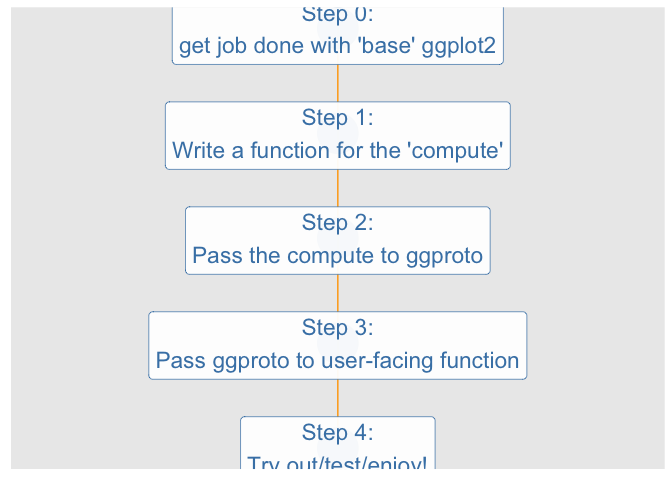 Step 0:
get job done with 'base' ggplot2
Step 1:
Write a function for the 'compute'
Step 2:
Pass the compute to ggproto
Step 3:
Pass ggproto to user-facing function
Step 4:
Try out/test/enjoy!